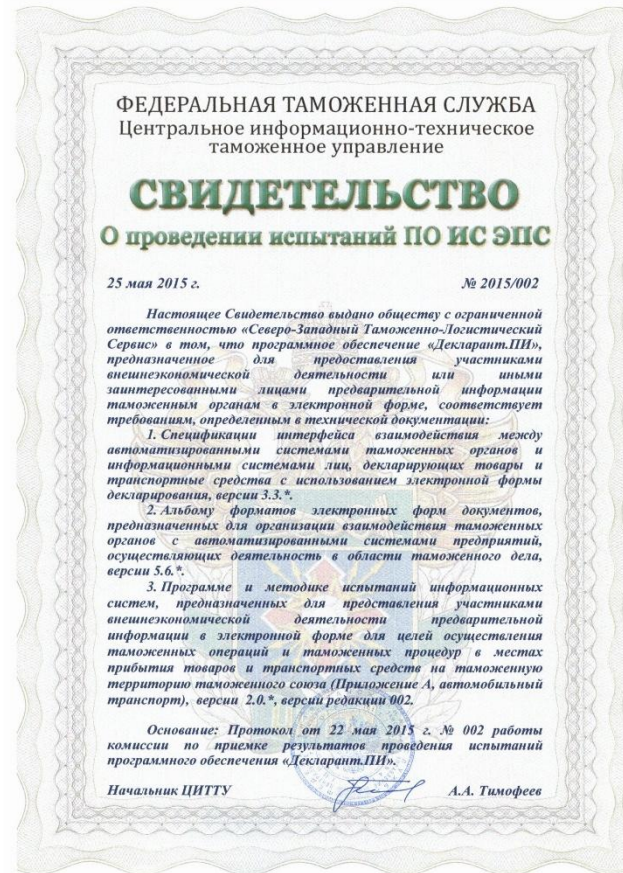 ФЕДЕРАЛЬНАЯ ТАМОЖЕННАЯ СЛУЖБА
Центральное информационно-техническое
таможенное управление
СВИДЕТЕЛЬСТВО
О проведении испытаний ПО ИС ЭПС
25 мая 2015 г. № 2015/002
Настоящее Свидетельство выдано обществу с ограниченной
ответственностью «Северо-Западный Таможенно-Логистический
Сервис» в том, что программное обеспечение «Декларант.ПИ»,
предназначенное для предоставления участниками
внешнеэкономической деятельности или иными
заинтересованными лицами предварительной информации
таможенным органам в электронной форме, соответствует
требованиям, определенным в технической документации:
1. Спецификации интерфейса взаимодействия между
автоматизированными системами таможенных органов и
информационными системами лиц, декларирующих товары и
транспортные средства с использованием электронной формы
декларирования, версии 3.3.*.
2. Альбому форматов электронных форм документов,
предназначенных для организации взаимодействия таможенных
органов с автоматизированными системами предприятий,
осуществляющих деятельность в области таможенного дела,
версии 5.6.*.
3. Программе и методике испытаний информационных
систем, предназначенных для представления участниками
внешнеэкономической деятельности предварительной
информации в электронной форме для целей осуществления
таможенных операций и таможенных процедур в местах
прибытия товаров и транспортных средств на таможенную
территорию таможенного союза (Приложение А, автомобильный
транспорт), версии 2.0.*, версии редакции 002.
Основание: Протокол от 22 мая 2015 г. № 002 работы
комиссии по приемке результатов проведения испытаний
программного обеспечения «Декларант.ПИ».
Начальник ЦИТТУ А.А. Тимофеев